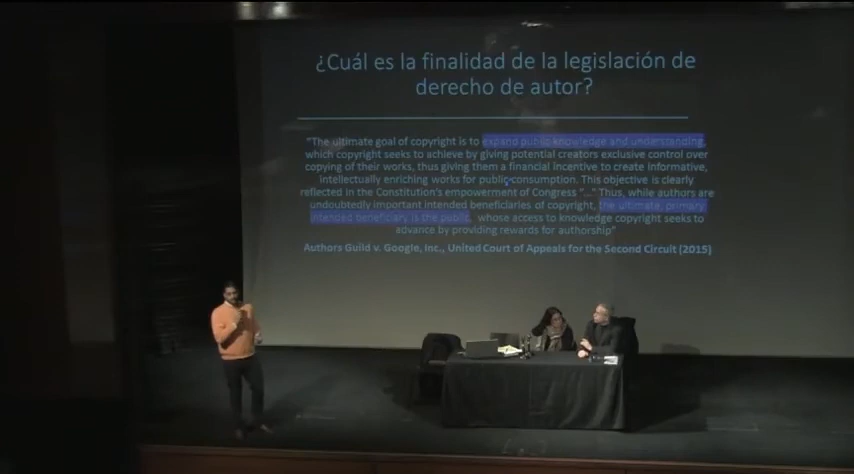 ¿Cuál es la finalidad de la legislación de
derecho de autor?
"The ultimate goal of copyright is to expand public knowledge and understanding,
which copyright seeks to achieve by giving potential creators exclusive control over
copying of their works, thus giving them a financial incentive to create informative,
intellectually enriching works for public consumption. This objective is clearly
reflected in the Constitution's empowerment of Congress "..." Thus, while authors are
undoubtedly important intended beneficiaries of copyright, the ultimate, primary
intended beneficiary is the public, whose access to knowledge copyright seeks to
advance by providing rewards for authorship"
Authors Guild v. Google, Inc., United Court of Appeals for the Second Circuit (2015)